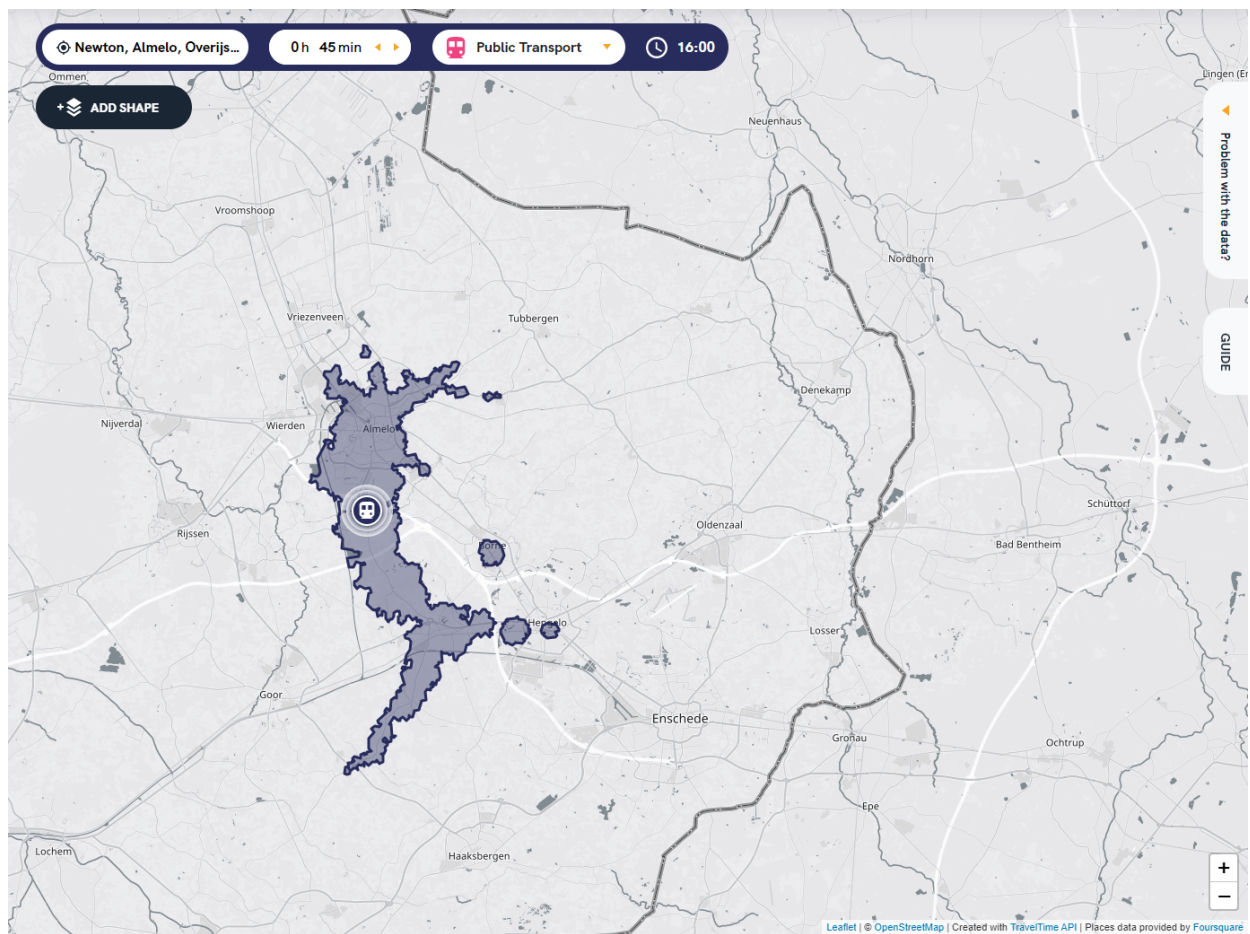 Newton, Almelo, Overijs...
0 h 45 min
Public Transport
16:00
Ommen
ADD SHAPE
Lingen (Er
Neuenhaus
Problem with the data?
Vroomshoop
Nordhorn
Vriezenveen
Tubbergen
GUIDE
Denekamp
Nijverdal
Wierden
Almelo
Schüttorf
Oldenzaal
Rijssen
Borne
Bad Bentheim
Hengelo
Losser
Goor
Enschede
Gronau
Ochtrup
Epe
Lochem
Haaksbergen
+
−
Leaflet | © OpenStreetMap | Created with TravelTime API | Places data provided by Foursquare